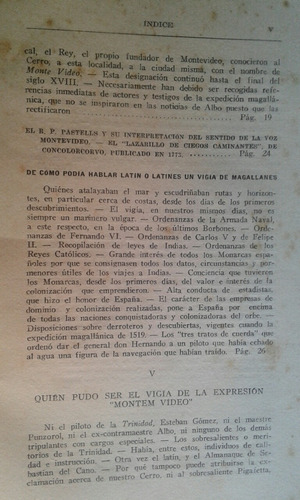 ÍNDICE
V
cal, el Rey, el propio fundador de Montevideo, conocieron al
Cerro, a esta localidad, a la ciudad misma, con el nombre de
Monte Video. — Esta designación continuó hasta el final del
siglo XVIII. — Necesariamente han debido ser recogidas refe-
rencias inmediatas de actores y testigos de la expedición magallá-
nica, que no se inspiraron en las noticias de Albo puesto que las
rectificaron
Pág. 19
EL R. P. PASTELLS Y SU INTERPRETACION DEL SENTIDO DE LA VOZ
MONTEVIDEO. — EL "LAZARILLO DE CIEGOS CAMINANTES", DE
CONCOLORCORVO, PUBLICADO EN 1773.
Pág. 24
DE COMO PODIA HABLAR LATIN O LATINES UN VIGIA DE MAGALLANES
Quiénes atalayaban el mar y escudriñaban rutas y horison-
tes, en particular cerca de costas, desde los días de los primeros
descubrimientos. — El vigía, en nuestros mismos días, no es
siempre un marinero vulgar. — Ordenanzas de la Armada Naval,
a este respecto, en la época de los últimos Borbones. — Orde-
nanzas de Fernando VI. — Ordenanzas de Carlos V y de Felipe
II. — Recopilación de leyes de Indias. — Ordenanzas de los
Reyes Católicos. — Grande interés de todos los Monarcas espa-
ñoles por que se consignasen todos los datos, circunstancias y por-
menores útiles de los viajes a Indias. — Conciencia que tuvieron
los Monarcas, desde los primeros días, del valor e interés de la
colonización que emprendieron. — Alta conducta de estadistas,
que hizo el honor de España. — El carácter de las empresas de
dominio y colonización realizadas, pone a España por encima
de todas las naciones conquistadoras y colonizadoras del orbe. —
Disposiciones sobre derroteros y descubiertas, vigentes cuando la
expedición magallánica de 1519. — Los "tres tratos de cuerda" que
ordenó dar el general don Hernando a un piloto que había echado
al agua una figura de la navegación que habían traído.
Pág. 26
V
QUIEN PUDO SER EL VIGIA DE LA EXPRESIÓN
"MONTEM VIDEO"
Ni el piloto de la Trinidad, Esteban Gómez, ni el maestre
Punzorol, ni el ex-contramaestre Albo, ni ninguno de los demás
tripulantes con cargos especiales. — Los sobresalientes o meri-
torios de la Trinidad. — Había, entre estos, individuos de cali-
dad e instrucción. — Otra vez el latín, y el Almanaque de Se-
bastián del Cano. — Por qué tampoco puede atribuirse la ex-
clamación acerca de nuestro Cerro, ni al sobresaliente Pigafetta,